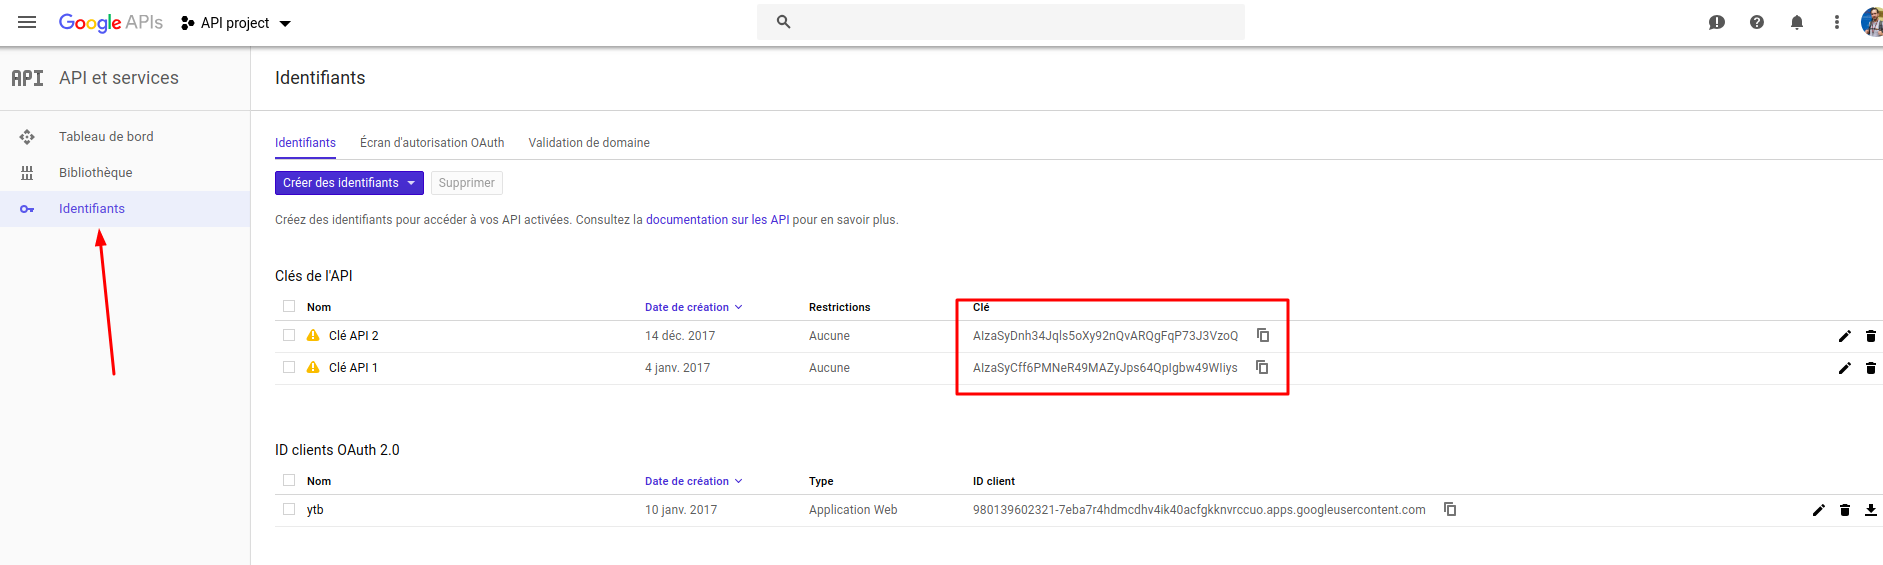 Google APIs API project
API API et services
Identifiants
Tableau de bord
Bibliothèque
Identifiants
Identifiants Écran d'autorisation OAuth Validation de domaine
Créer des identifiants Supprimer
Créez des identifiants pour accéder à vos API activées. Consultez la documentation sur les API pour en savoir plus.
Clés de l'API
Nom Date de création Restrictions Clé
Clé API 2 14 déc. 2017 Aucune AIzaSyDnh34Jqls5oXy92nQvARQgFqP73J3VzoQ
Clé API 1 4 janv. 2017 Aucune AIzaSyCff6PMNeR49MAZyJps64QpIgbw49WIiys
ID clients OAuth 2.0
Nom Date de création Type ID client
ytb 10 janv. 2017 Application Web 980139602321-7eba7r4hdmcdhv4ik40acfgkknvrccuo.apps.googleusercontent.com